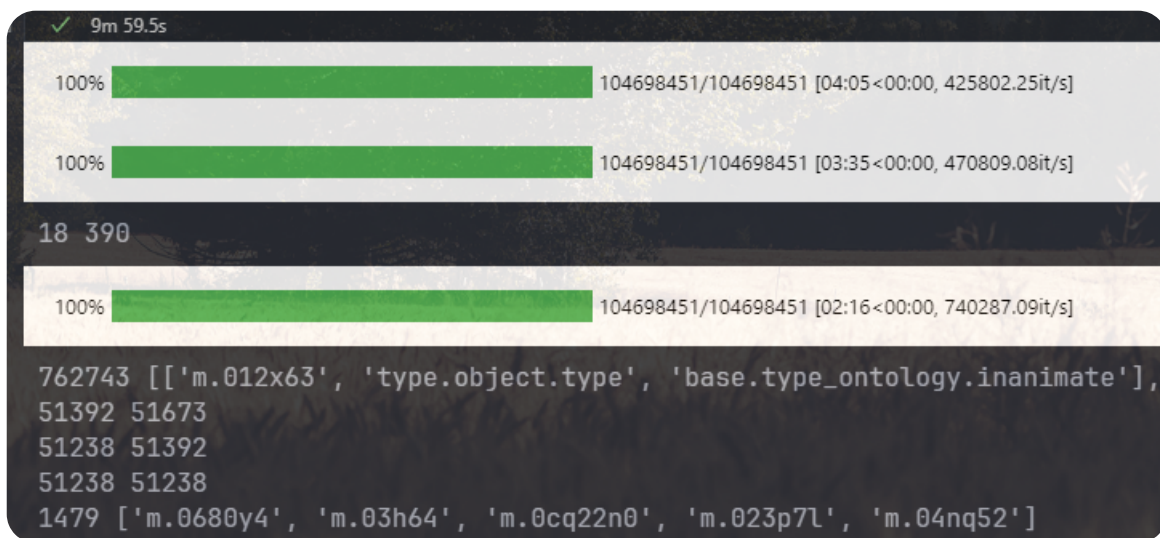 ✓ 9m 59.5s
100% 104698451/104698451 [04:05<00:00, 425802.25it/s]
100% 104698451/104698451 [03:35<00:00, 470809.08it/s]
18 390
100% 104698451/104698451 [02:16<00:00, 740287.09it/s]
762743 [['m.012x63', 'type.object.type', 'base.type_ontology.inanimate'],
51392 51673
51238 51392
51238 51238
1479 ['m.0680y4', 'm.03h64', 'm.0cq22n0', 'm.023p7l', 'm.04nq52']